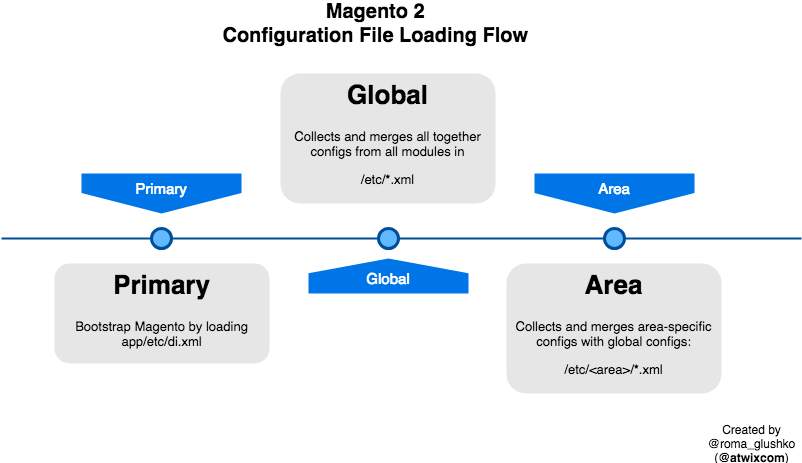 Magento 2
Configuration File Loading Flow
Global
Collects and merges all together
configs from all modules in
/etc/*.xml
Primary
Area
Global
Primary
Bootstrap Magento by loading
app/etc/di.xml
Area
Collects and merges area-specific
configs with global configs:
/etc/<area>/*.xml
Created by
@roma_glushko
(@atwixcom)